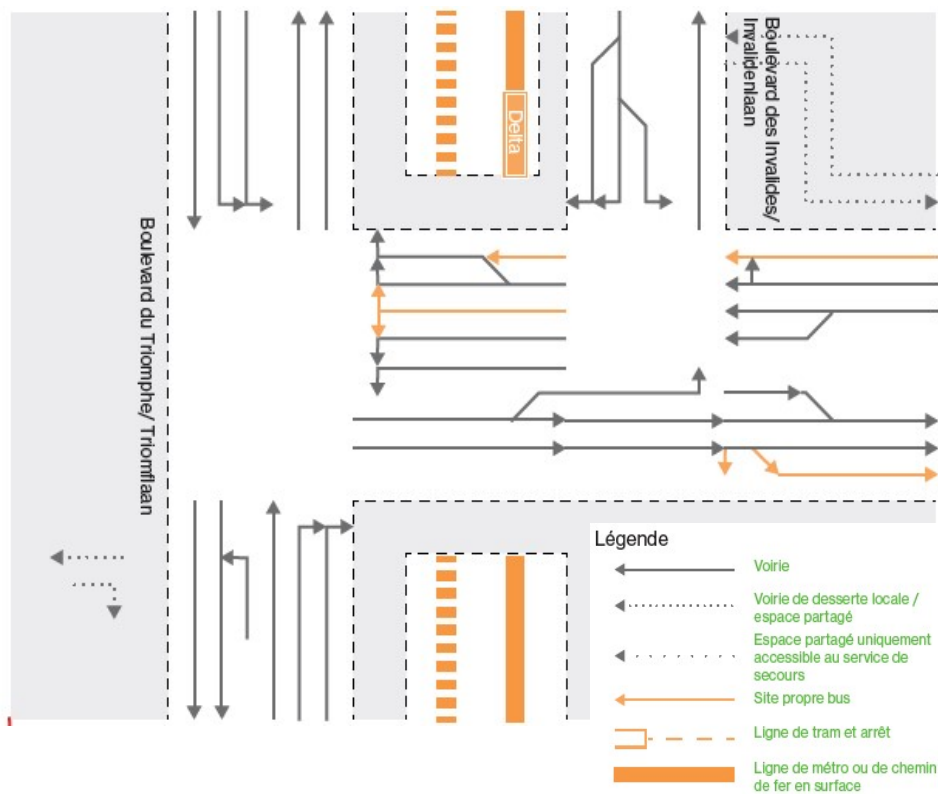 Boulevard des Invalides/
Invalidenlaan
Delta
Boulevard du Triomphe/ Triomflaan
Légende
Voirie
Voirie de desserte locale /
espace partagé
Espace partagé uniquement
accessible au service de
secours
Site propre bus
Ligne de tram et arrêt
Ligne de métro ou de chemin
de fer en surface